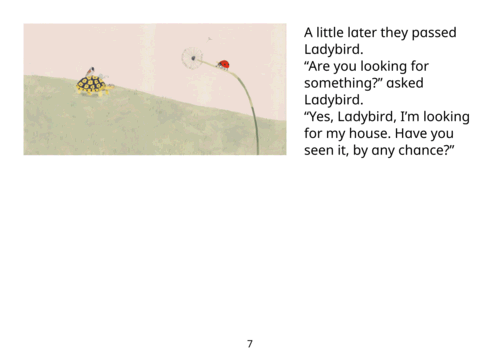 A little later they passed
Ladybird.
“Are you looking for
something?” asked
Ladybird.
“Yes, Ladybird, I’m looking
for my house. Have you
seen it, by any chance?”
7